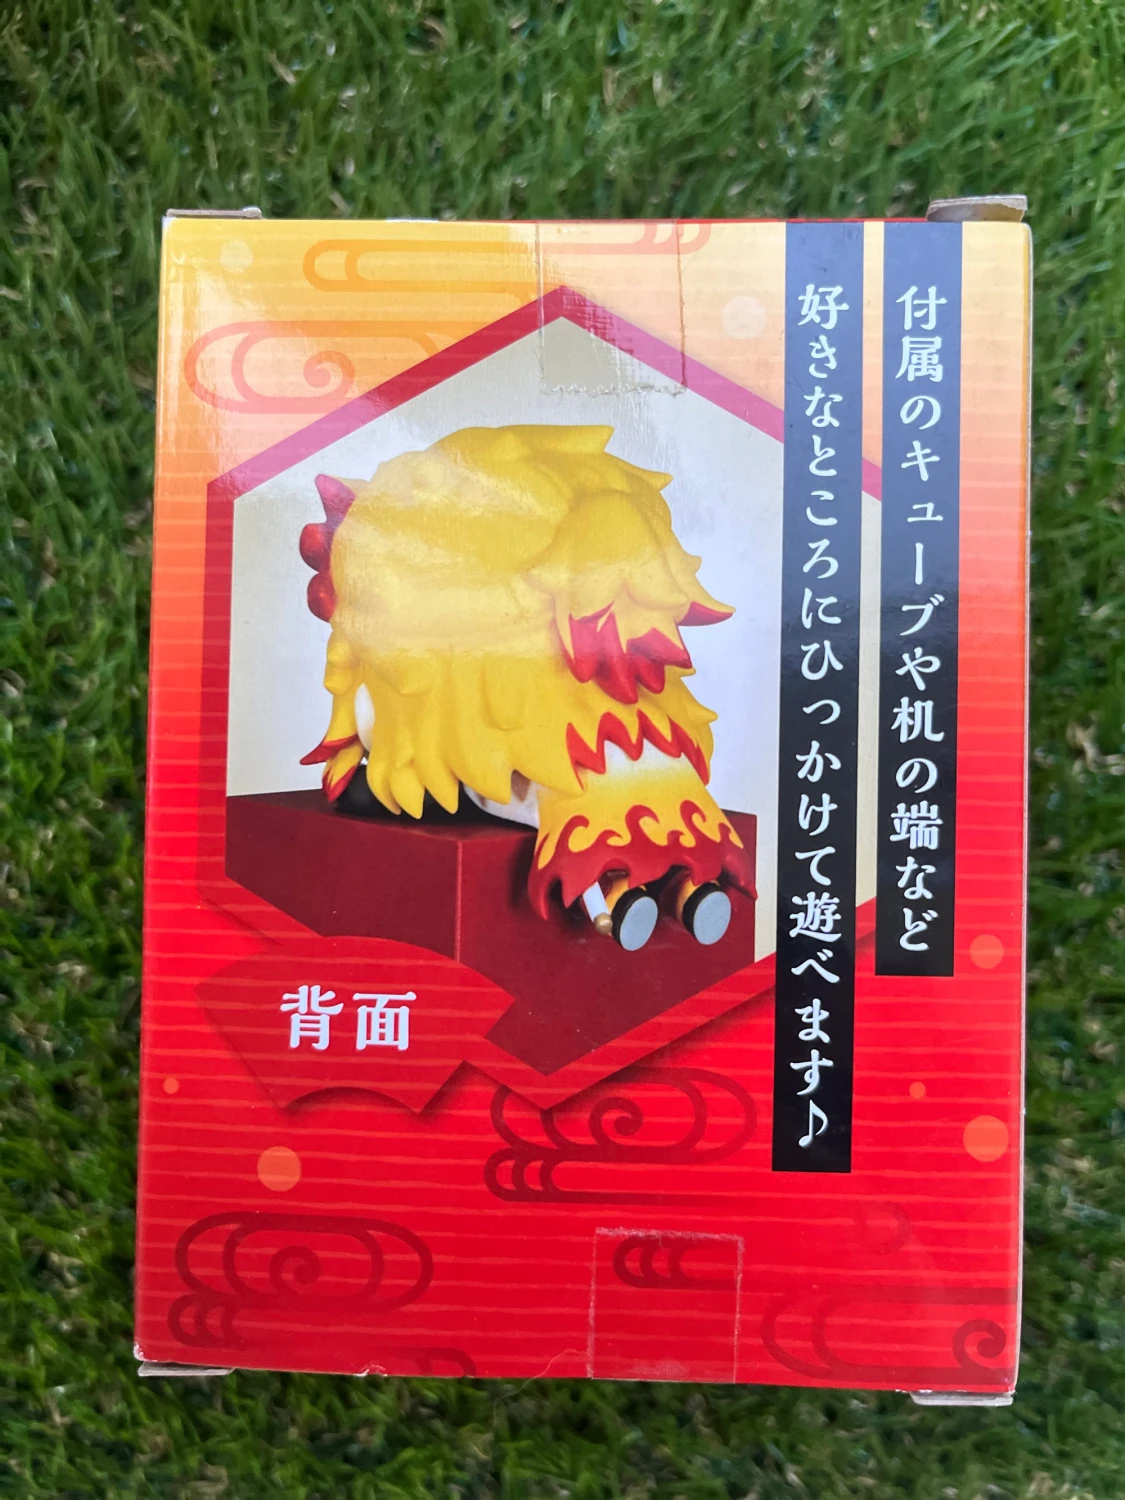 付属のキューブや机の端など
好きなところにひっかけて遊べます♪
背面